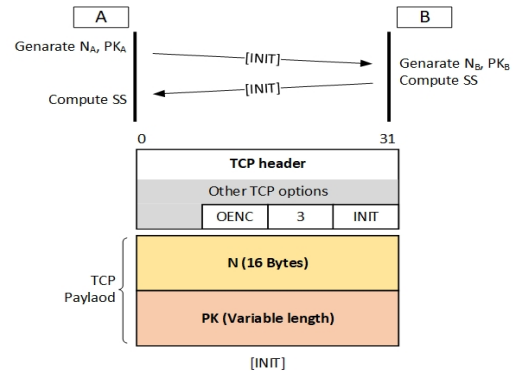 A
B
Genarate NA, PKA
[INIT]
Genarate NB, PKB
Compute SS
[INIT]
Compute SS
0
31
TCP header
Other TCP options
OENC
3
INIT
TCP
Paylaod
N (16 Bytes)
PK (Variable length)
[INIT]